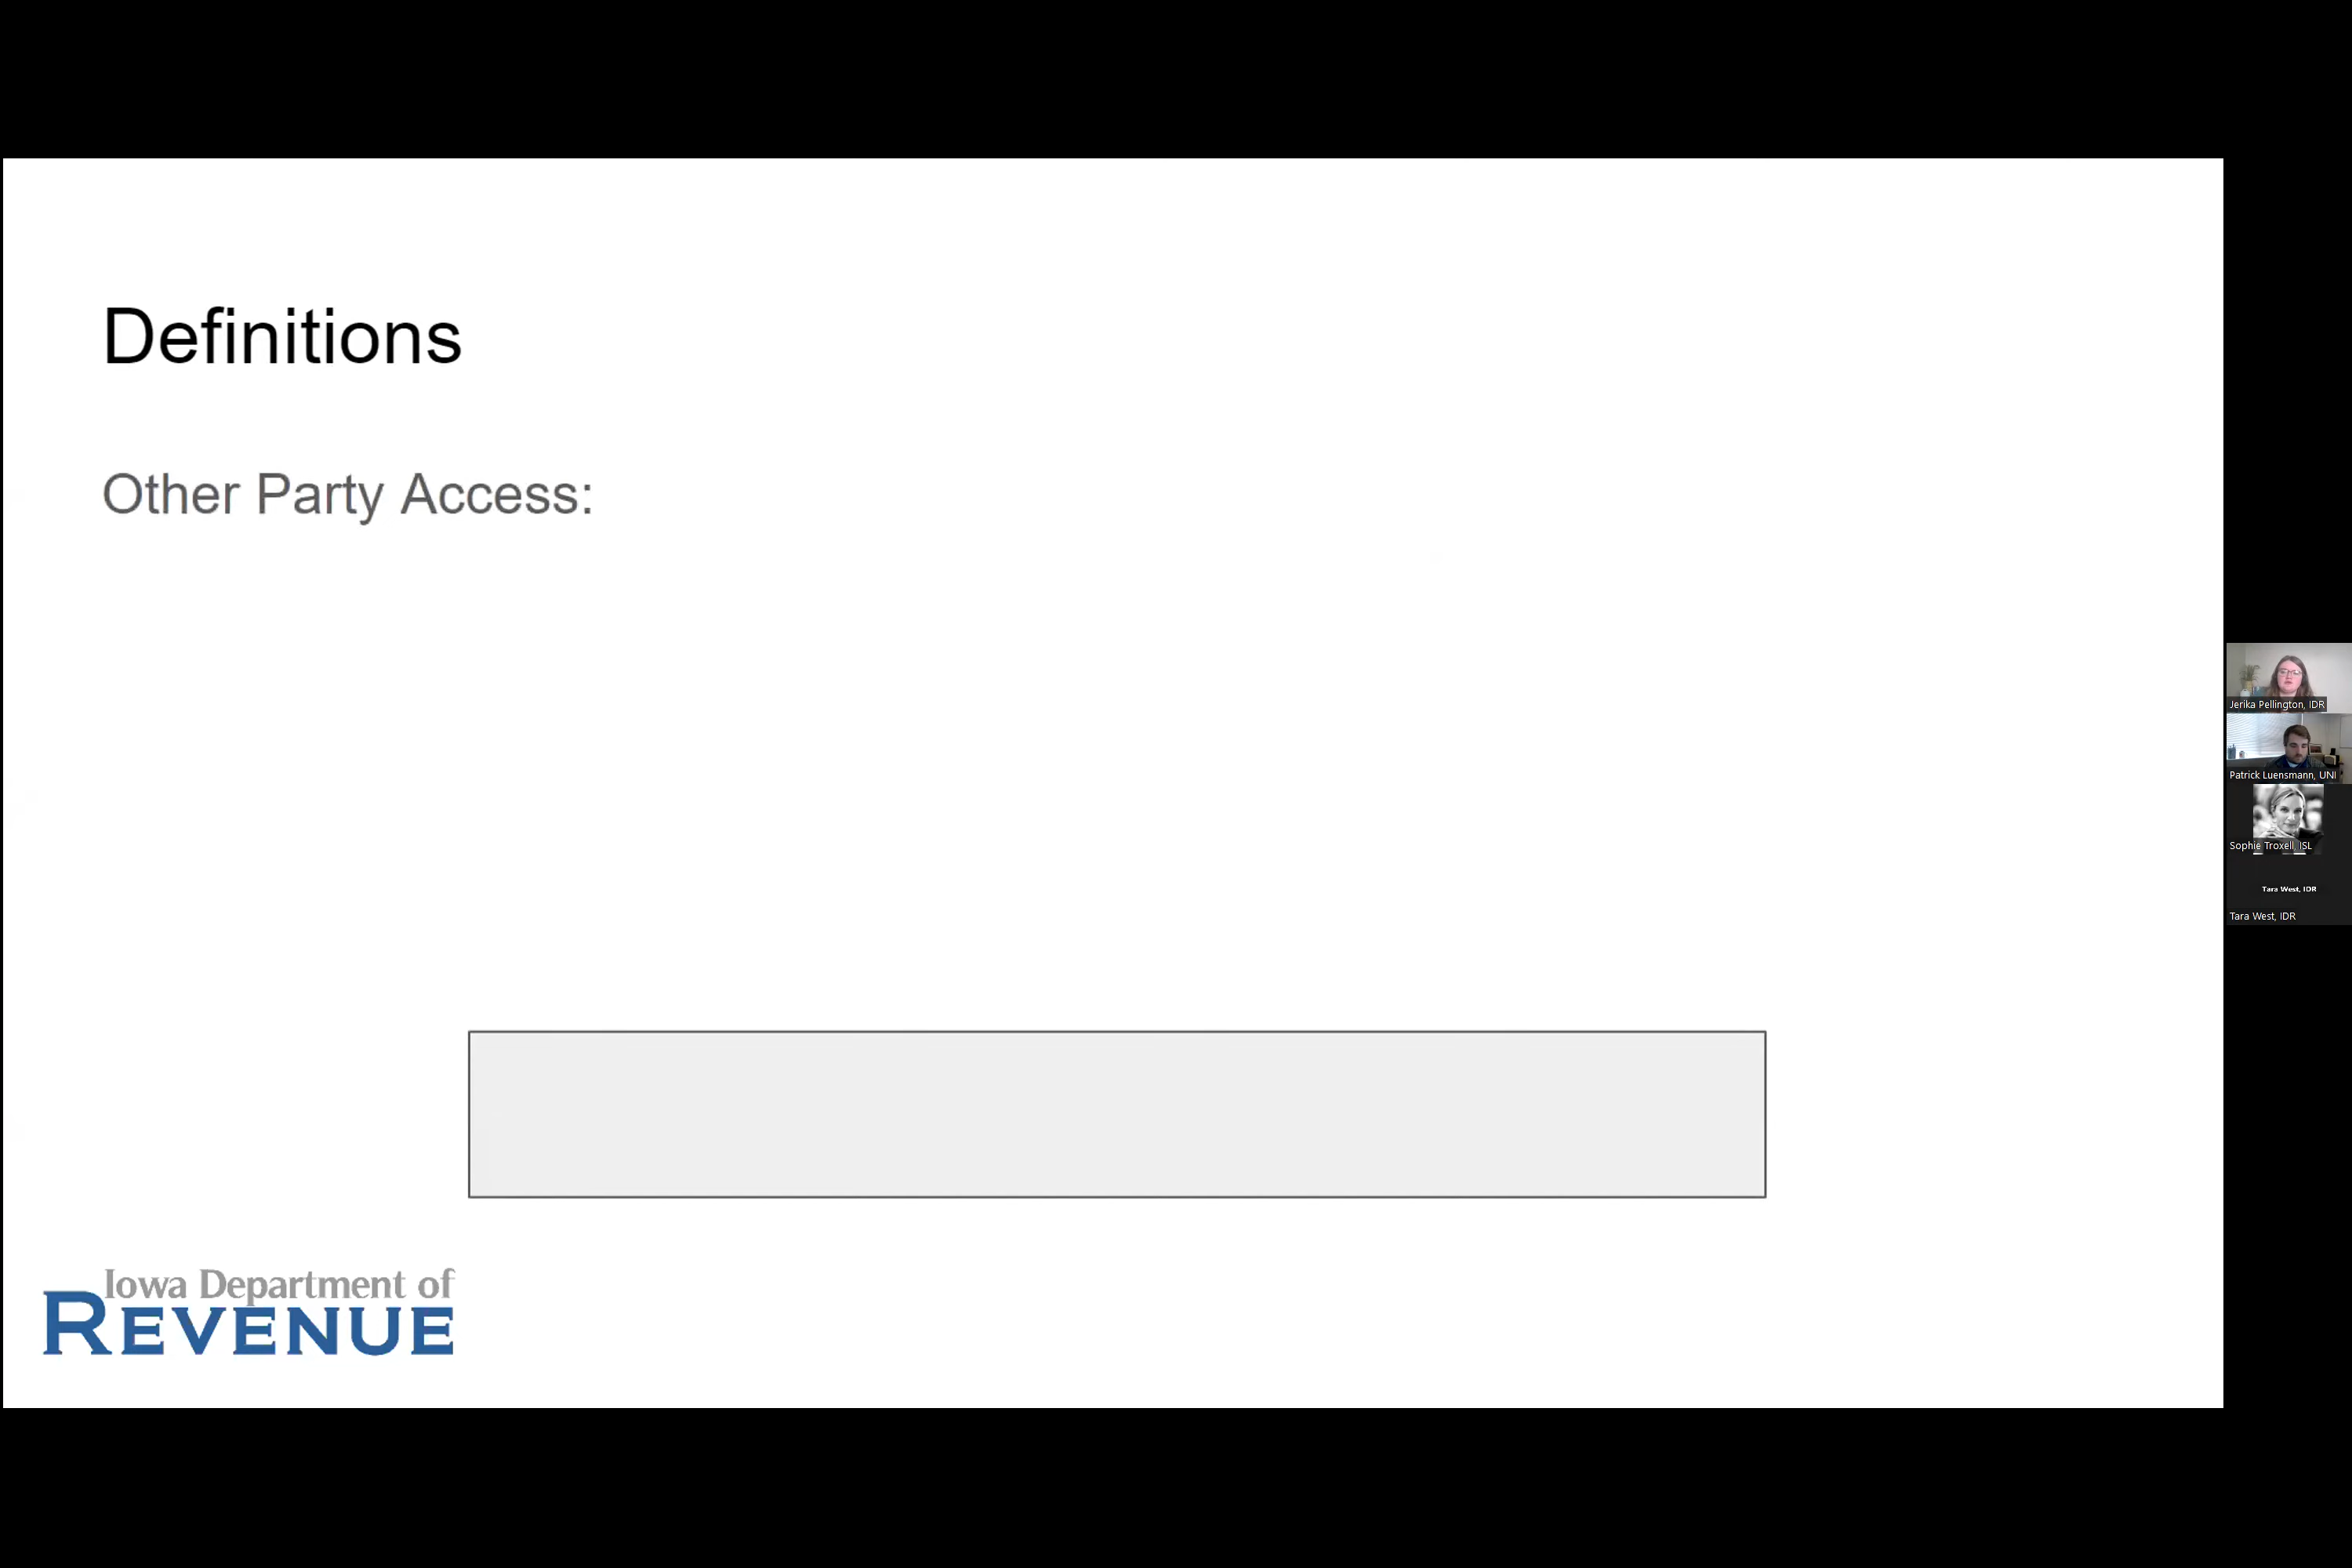 Definitions
Other Party Access:
Iowa Department of
REVENUE
Jerika Pellington, IDR
Patrick Luensmann, UNI
Sophie Troxell, ISL
Tara West, IDR
Tara West, IDR